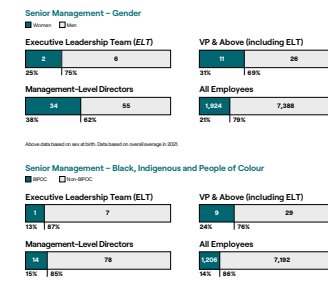 Senior Management – Gender
Women Men
Executive Leadership Team (ELT)
2 6
25% 75%
VP & Above (including ELT)
11 26
31% 69%
Management-Level Directors
34 55
38% 62%
All Employees
1,924 7,388
21% 79%
Above data based on sex at birth. Data based on overall average in 2021.
Senior Management – Black, Indigenous and People of Colour
BIPOC Non-BIPOC
Executive Leadership Team (ELT)
1 7
13% 87%
VP & Above (including ELT)
9 29
24% 76%
Management-Level Directors
14 78
15% 85%
All Employees
1,206 7,192
14% 86%